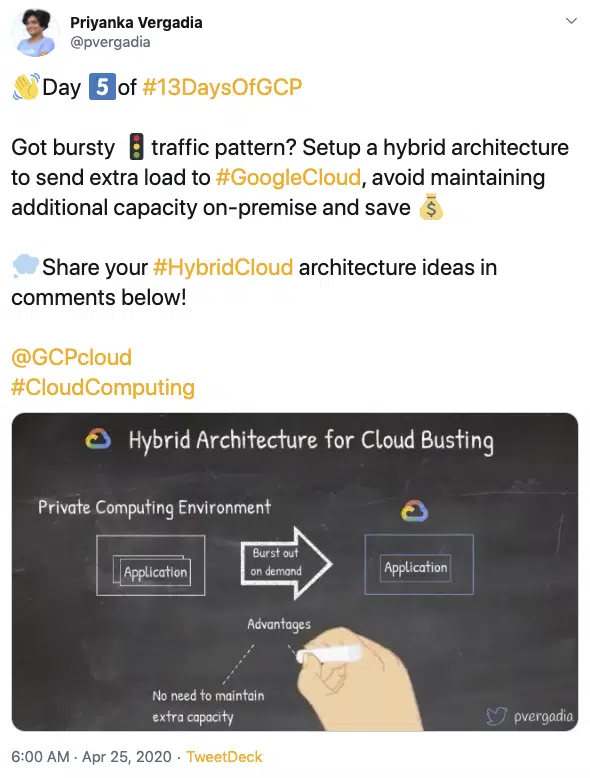 Priyanka Vergadia
@pvergadia
👋Day 5️⃣of #13DaysOfGCP
Got bursty 🚦traffic pattern? Setup a hybrid architecture
to send extra load to #GoogleCloud, avoid maintaining
additional capacity on-premise and save 💰
💭Share your #HybridCloud architecture ideas in
comments below!
@GCPcloud
#CloudComputing
Hybrid Architecture for Cloud Busting
Private Computing Environment
Application
Burst out
on demand
Application
Advantages
No need to maintain
extra capacity
pvergadia
6:00 AM · Apr 25, 2020 · TweetDeck